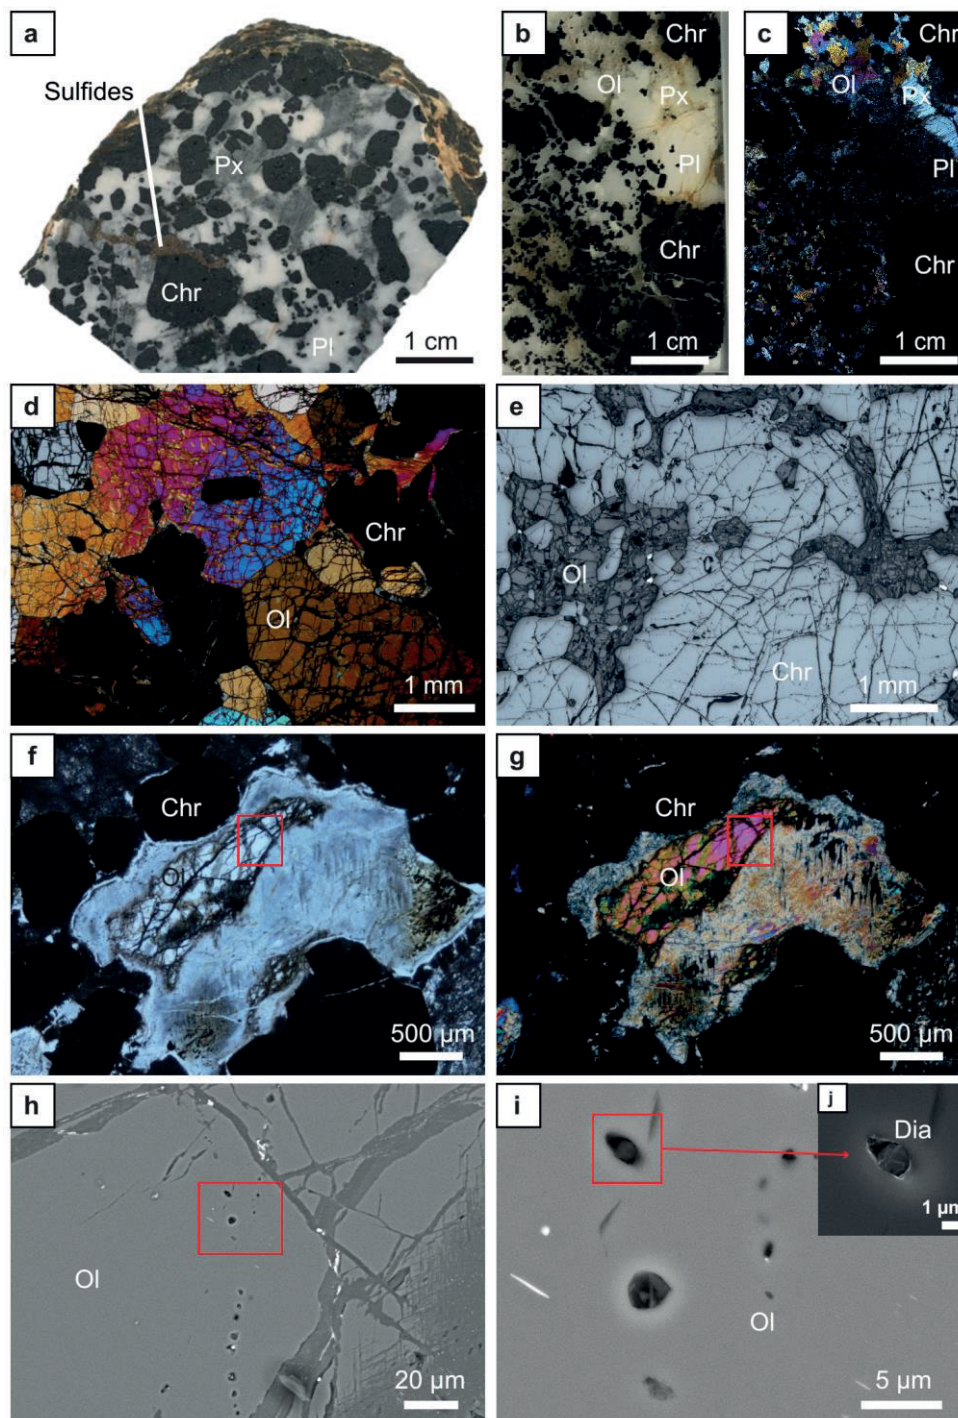 a
Sulfides
Px
Chr
Pl
1 cm
b
Chr
Ol
Px
Pl
Chr
1 cm
c
Chr
Ol
Px
Pl
Chr
1 cm
d
Chr
Ol
1 mm
e
Ol
Chr
1 mm
f
Chr
Ol
500 µm
g
Chr
Ol
500 µm
h
Ol
20 µm
i
Ol
5 µm
j
Dia
1 µm